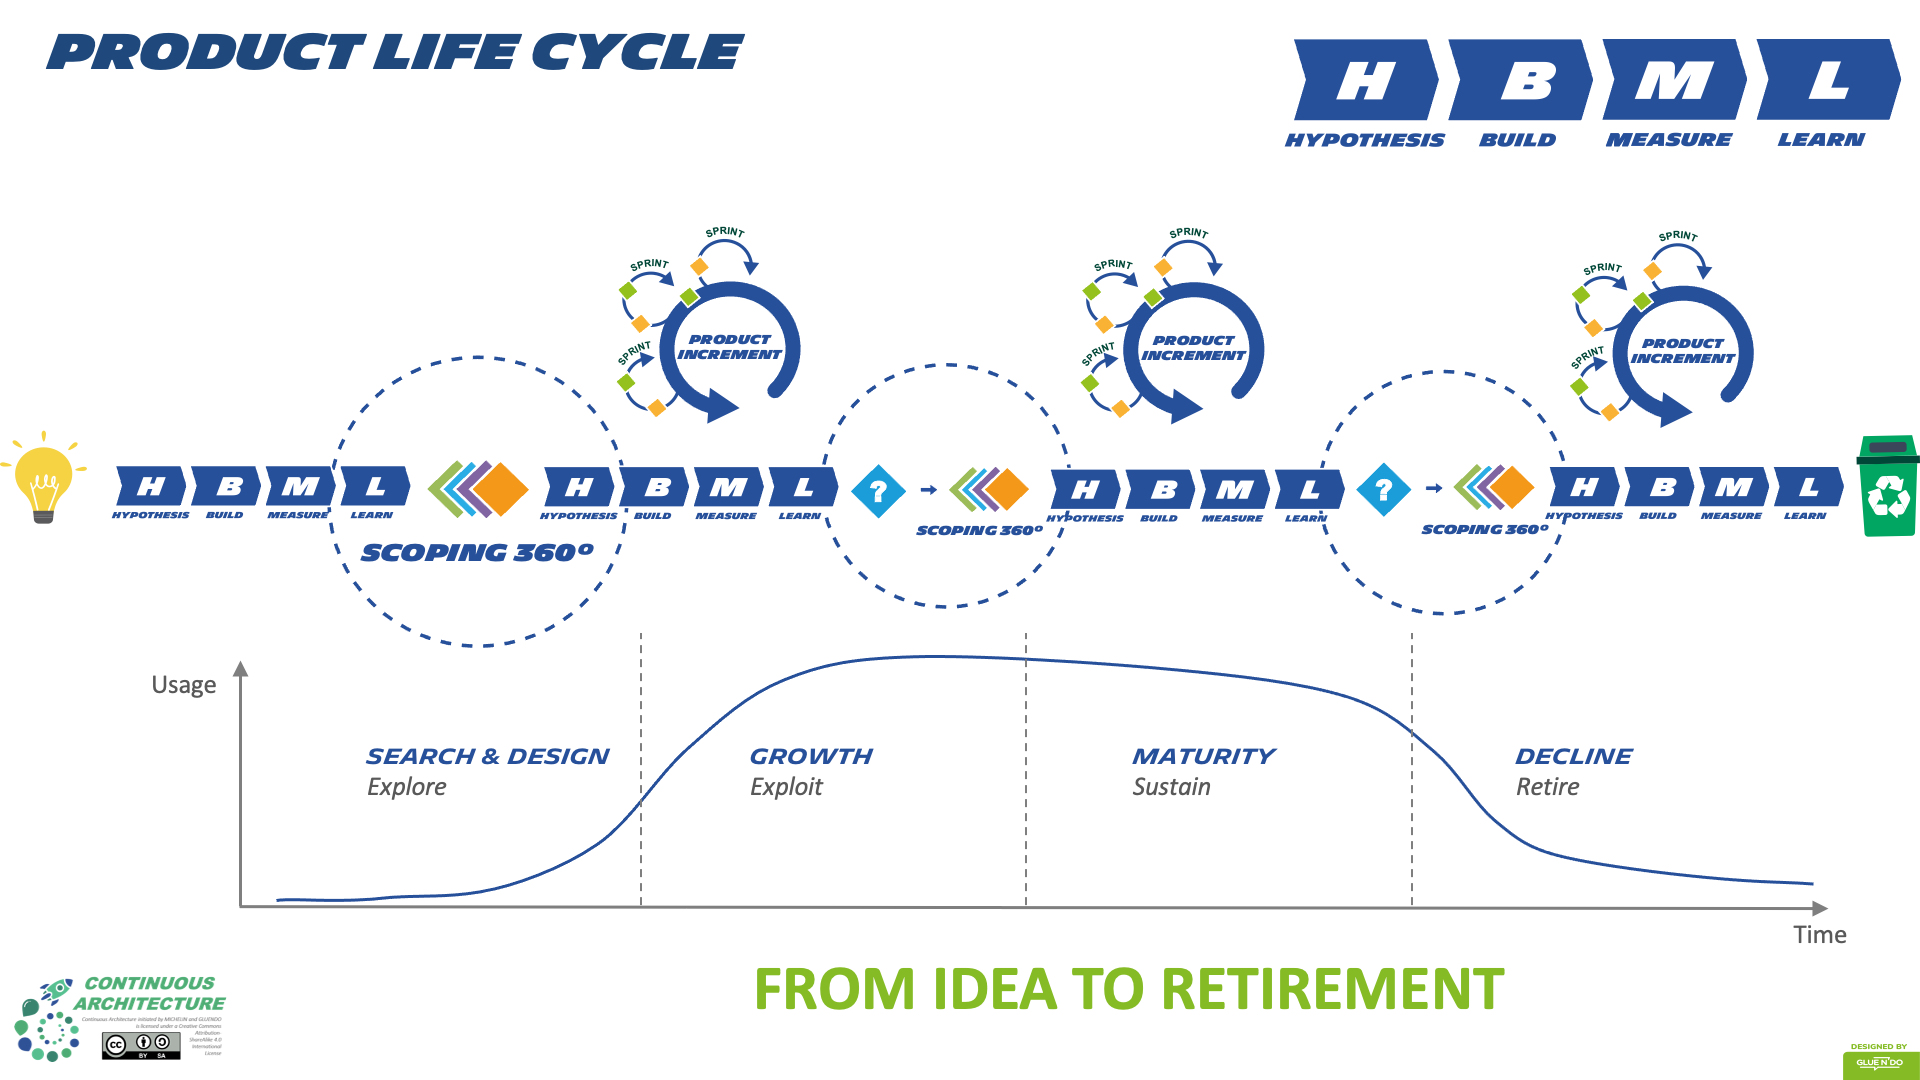 PRODUCT LIFE CYCLE
H B M L
HYPOTHESIS BUILD MEASURE LEARN
SPRINT
SPRINT
SPRINT
PRODUCT
INCREMENT
SPRINT
SPRINT
SPRINT
PRODUCT
INCREMENT
SPRINT
SPRINT
SPRINT
PRODUCT
INCREMENT
H B M L
HYPOTHESIS BUILD MEASURE LEARN
SCOPING 360°
H B M L
HYPOTHESIS BUILD MEASURE LEARN
?
SCOPING 360°
H B M L
HYPOTHESIS BUILD MEASURE LEARN
?
SCOPING 360°
H B M L
HYPOTHESIS BUILD MEASURE LEARN
Usage
SEARCH & DESIGN
Explore
GROWTH
Exploit
MATURITY
Sustain
DECLINE
Retire
Time
FROM IDEA TO RETIREMENT
CONTINUOUS
ARCHITECTURE
Continuous Architecture initiated by MICHELIN and GLUENDO
is licensed under a Creative Commons
Attribution-
ShareAlike 4.0
International
License
cc
BY SA
DESIGNED BY
GLUE N' DO